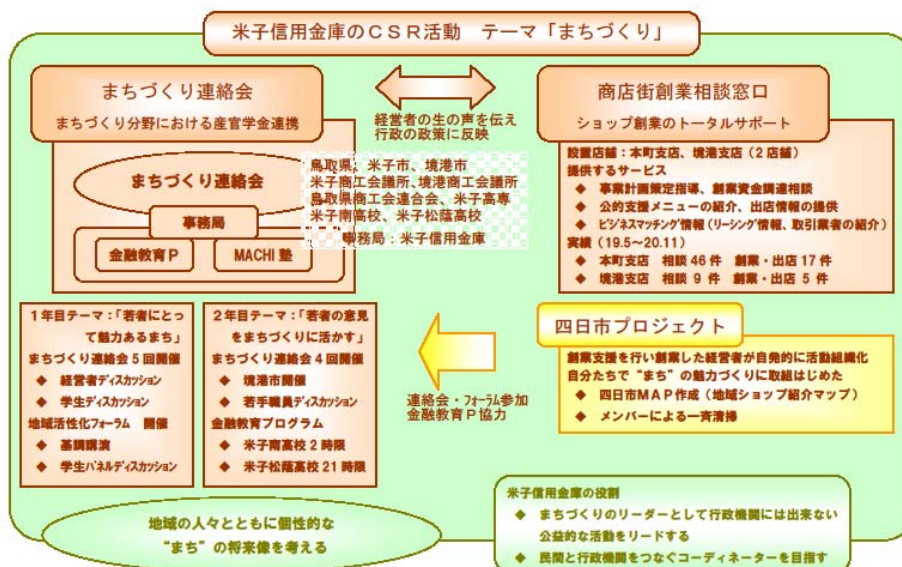 米子信用金庫のＣＳＲ活動　テーマ「まちづくり」
まちづくり連絡会
まちづくり分野における産官学金連携
まちづくり連絡会
事務局
金融教育Ｐ
MACHI 塾
鳥取県、米子市、境港市
米子商工会議所、境港商工会議所
鳥取県商工会連合会、米子高専
米子南高校、米子松蔭高校
事務局：米子信用金庫
経営者の生の声を伝え
行政の政策に反映
商店街創業相談窓口
ショップ創業のトータルサポート
設置店舗：本町支店、境港支店（２店舗）
提供するサービス
◆ 事業計画策定指導、創業資金調達相談
◆ 公的支援メニューの紹介、出店情報の提供
◆ ビジネスマッチング情報（リーシング情報、取引業者の紹介）
実績（19.5～20.11）
◆ 本町支店　相談 46 件　創業・出店 17 件
◆ 境港支店　相談 9 件　創業・出店 5 件
１年目テーマ：「若者にとっ
て魅力あるまち」
まちづくり連絡会５回開催
◆ 経営者ディスカッション
◆ 学生ディスカッション
地域活性化フォーラム　開催
◆ 基調講演
◆ 学生パネルディスカッション
２年目テーマ：「若者の意見
をまちづくりに活かす」
まちづくり連絡会４回開催
◆ 境港市開催
◆ 若手職員ディスカッション
金融教育プログラム
◆ 米子南高校 2 時限
◆ 米子松蔭高校 21 時限
連絡会・フォーラム参加
金融教育Ｐ協力
四日市プロジェクト
創業支援を行い創業した経営者が自発的に活動組織化
自分たちで“まち”の魅力づくりに取組はじめた
◆ 四日市ＭＡＰ作成（地域ショップ紹介マップ）
◆ メンバーによる一斉清掃
地域の人々とともに個性的な
“まち”の将来像を考える
米子信用金庫の役割
◆ まちづくりのリーダーとして行政機関には出来ない
公益的な活動をリードする
◆ 民間と行政機関をつなぐコーディネーターを目指す